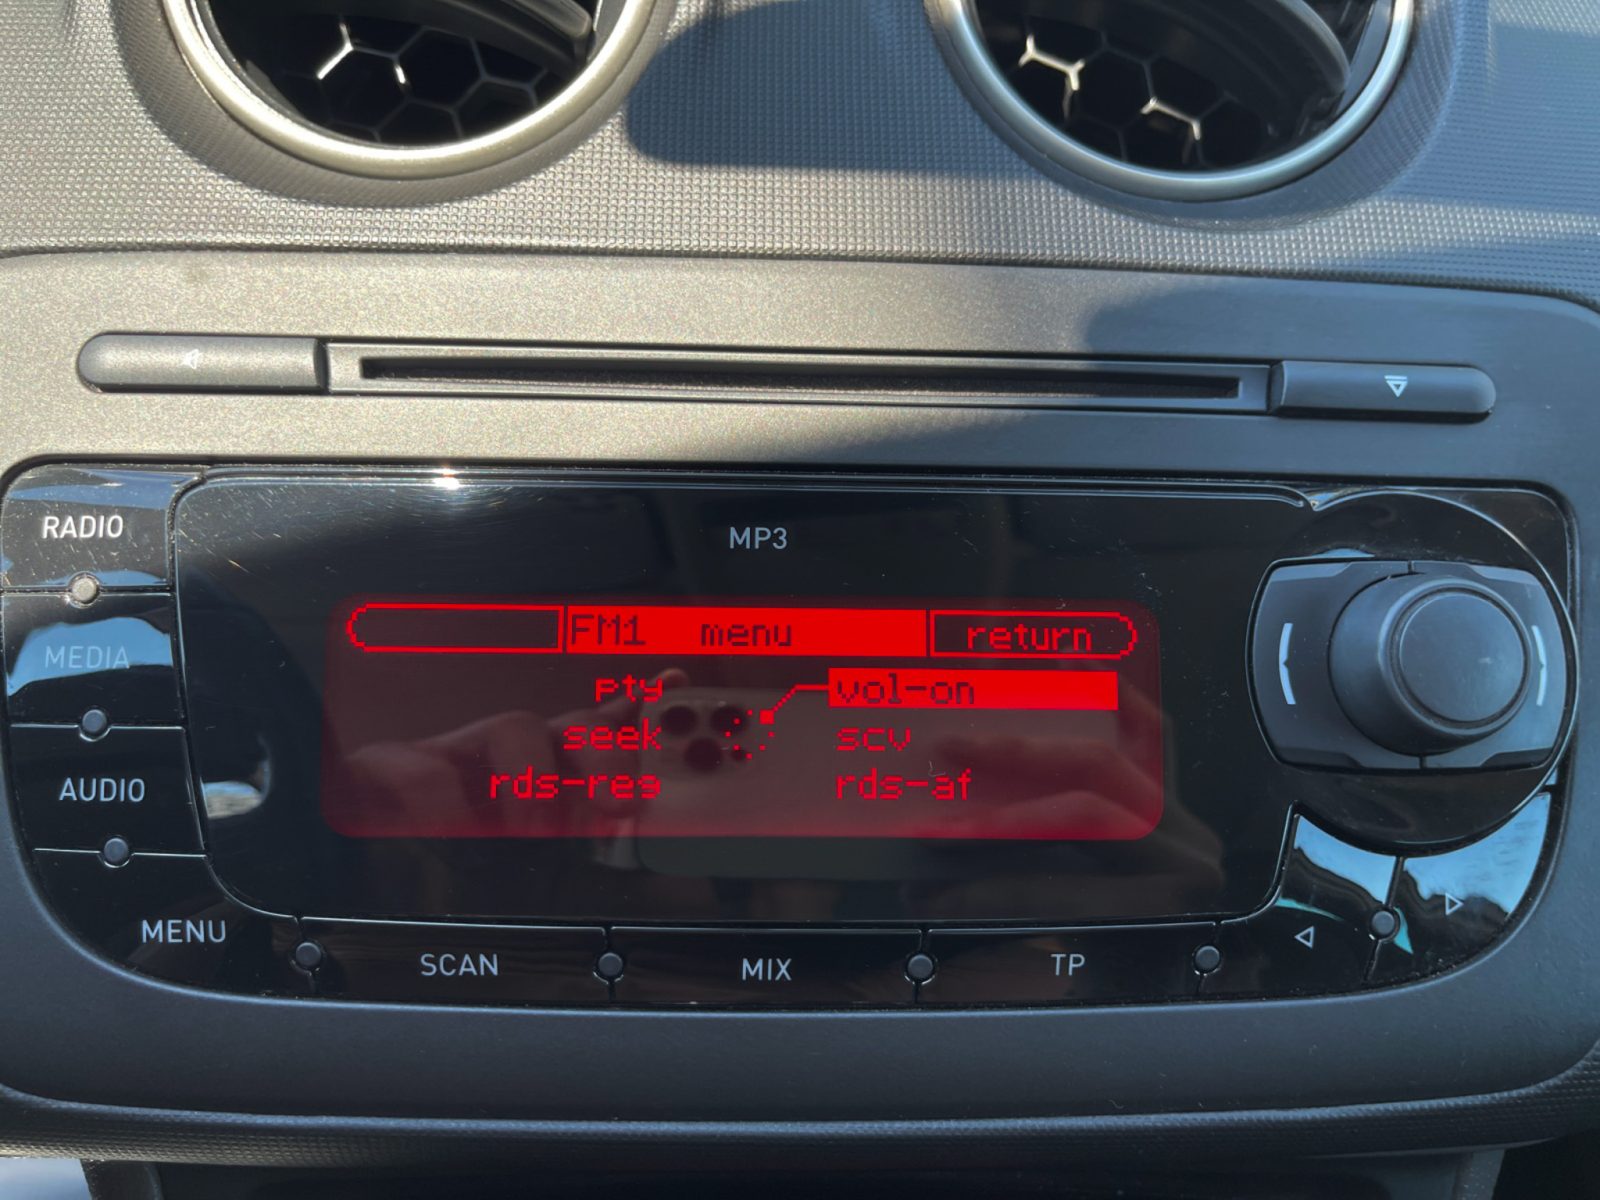 MP3
RADIO
MEDIA
AUDIO
MENU
FM1 menu return
pty vol-on
seek scv
rds-reg rds-af
SCAN MIX TP